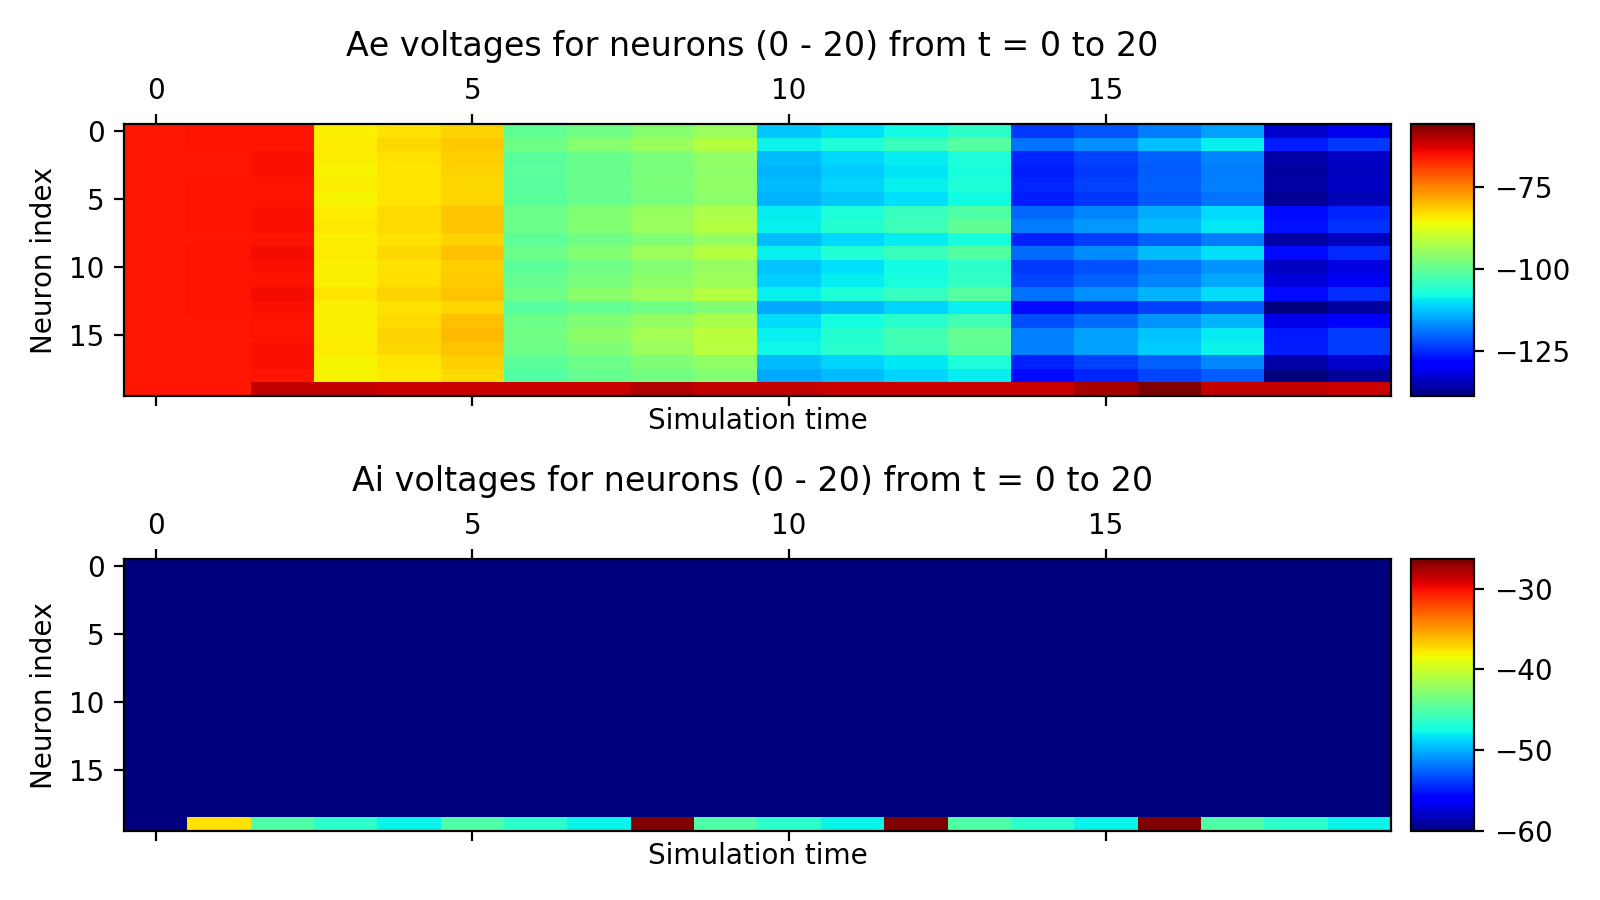 Ae voltages for neurons (0 - 20) from t = 0 to 20
0 5 10 15
Neuron index
0
5
10
15
−75
−100
−125
Simulation time
Ai voltages for neurons (0 - 20) from t = 0 to 20
0 5 10 15
Neuron index
0
5
10
15
−30
−40
−50
−60
Simulation time